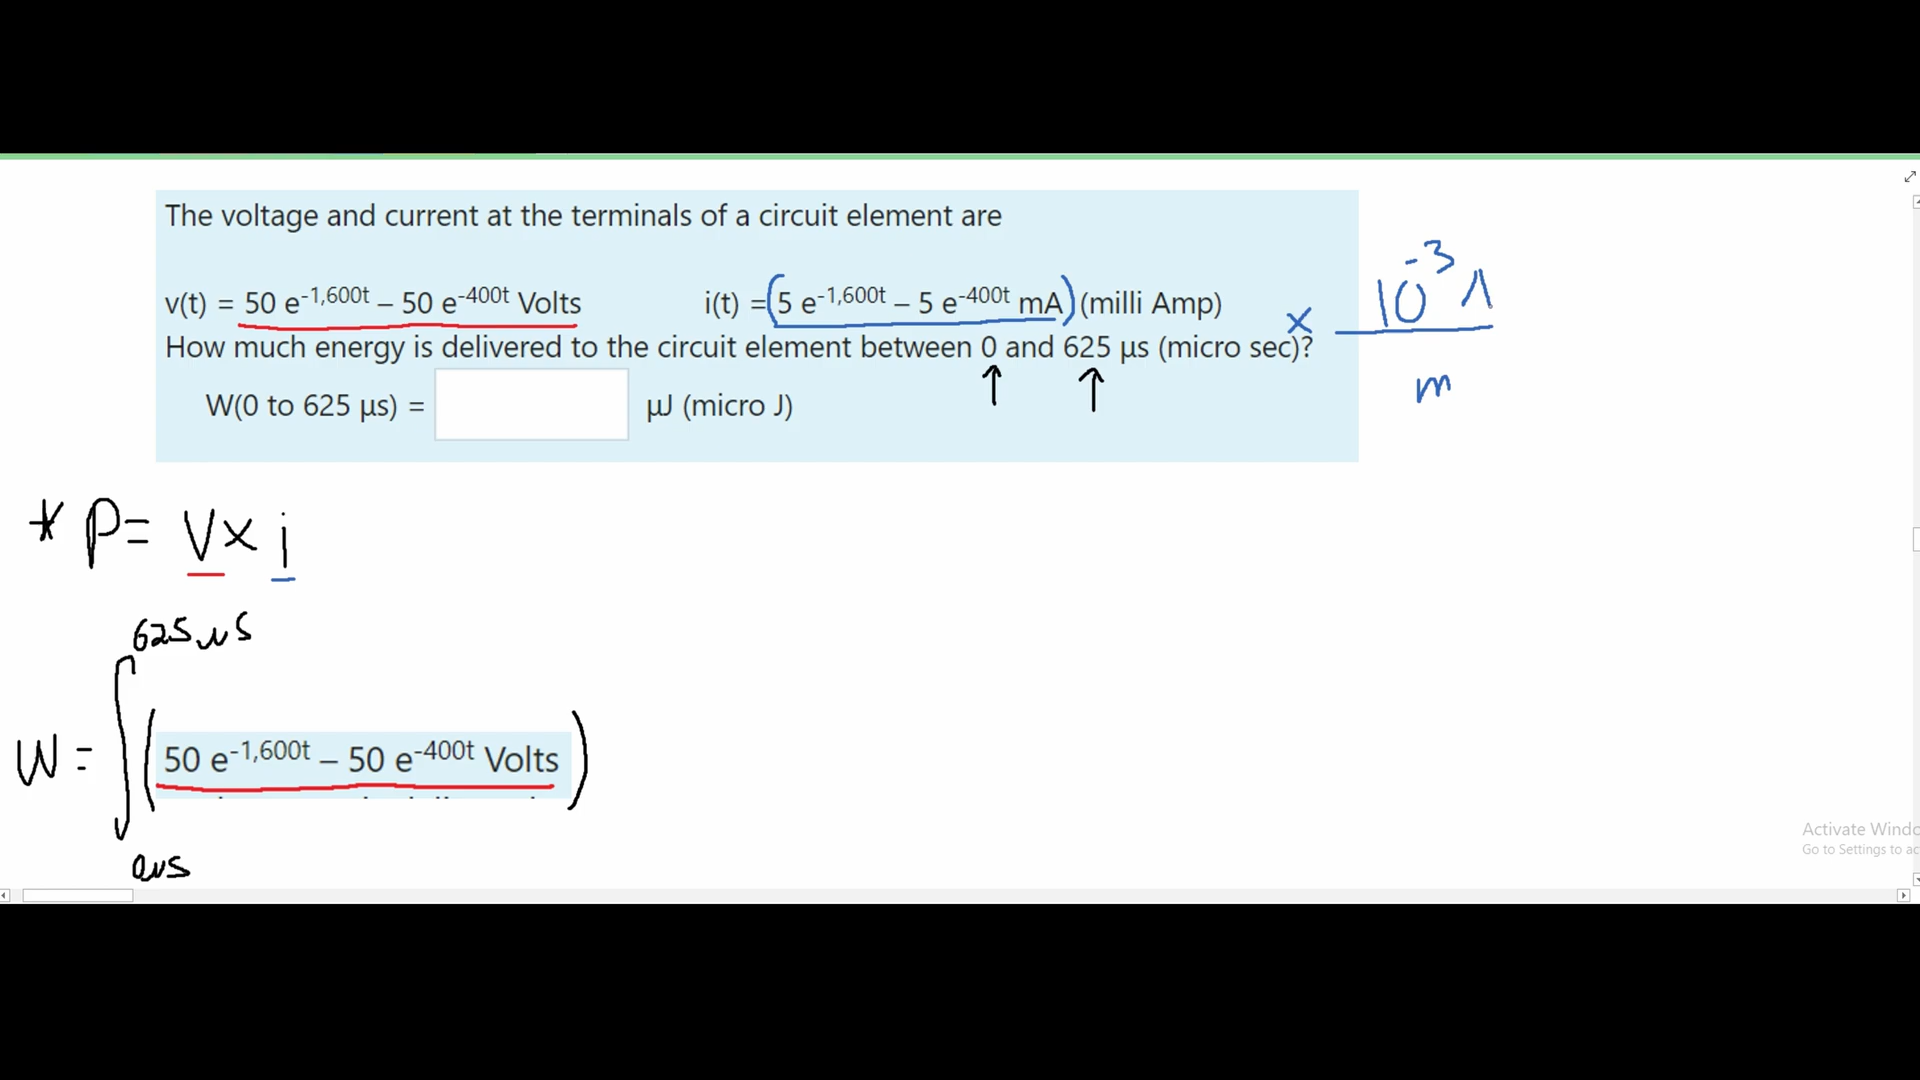 The voltage and current at the terminals of a circuit element are
v(t) = 50 e^-1,600t – 50 e^-400t Volts i(t) = (5 e^-1,600t – 5 e^-400t mA) (milli Amp) x 10^-3 A
m
How much energy is delivered to the circuit element between 0 and 625 µs (micro sec)?
W(0 to 625 µs) = µJ (micro J)
* P = V x i
625 µs
W = ∫ (50 e^-1,600t – 50 e^-400t Volts)
0µs
Activate Windo
Go to Settings to ac